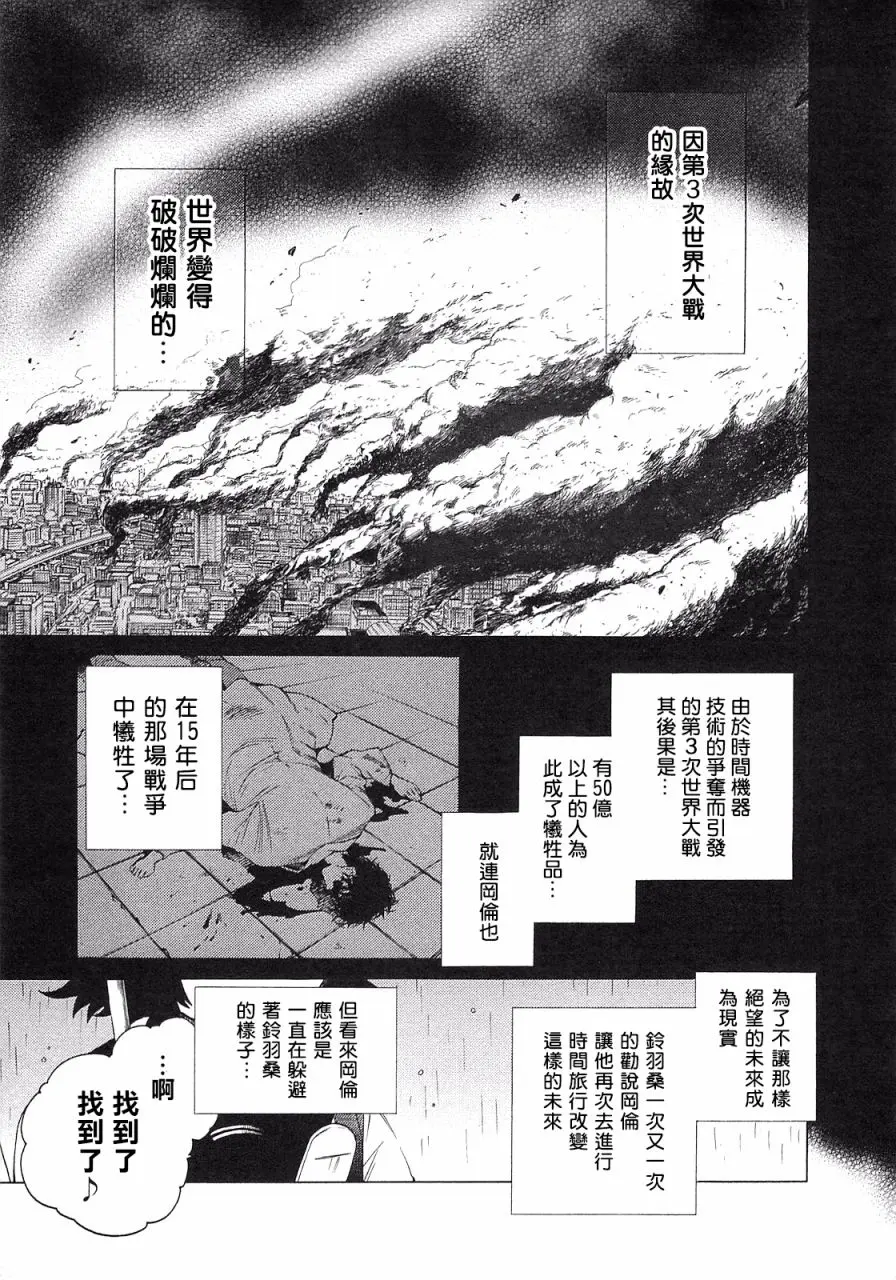 因第3次世界大戰
的緣故
世界變得
破破爛爛的…
由於時間機器
技術的爭奪而引發
的第3次世界大戰
其後果是…
有50億
以上的人為
此成了犧牲品…
就連岡倫也
在15年后
的那場戰爭
中犧牲了…
為了不讓那樣
絕望的未來成
為現實
鈴羽桑一次又一次
的勸說岡倫
讓他再次去進行
時間旅行改變
這樣的未來
但看來岡倫
應該是
一直在躲避
著鈴羽桑
的樣子…
…啊
找到了
找到了♪